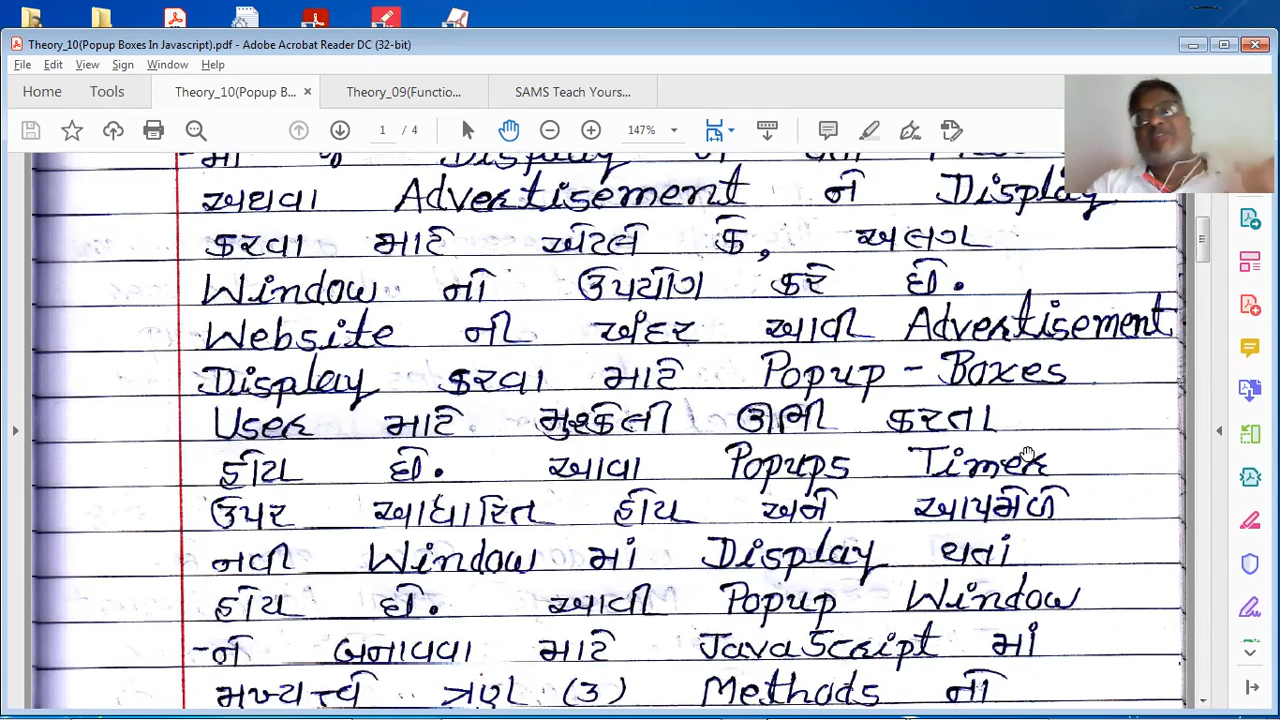 Theory_10(Popup Boxes In Javascript).pdf - Adobe Acrobat Reader DC (32-bit)
File Edit View Sign Window Help
Home Tools Theory_10(Popup B... × Theory_09(Functio... SAMS Teach Yours...
1 / 4 147%
માં જ Display
અથવા Advertisement ને Display
કરવા માટે એટલે કે, અલગ
Window નો ઉપયોગ કરે છે.
Website ની અંદર આવી Advertisement
Display કરવા માટે Popup - Boxes
User માટે મુશ્કેલી ઊભી કરતા
હોય છે. આવા Popups Timer
ઉપર આધારિત હોય અને આપમેળે
નવી Window માં Display થતાં
હોય છે. આવી Popup Window
-ને બનાવવા માટે JavaScript માં
મુખ્યત્વે ત્રણ (૩) Methods નો